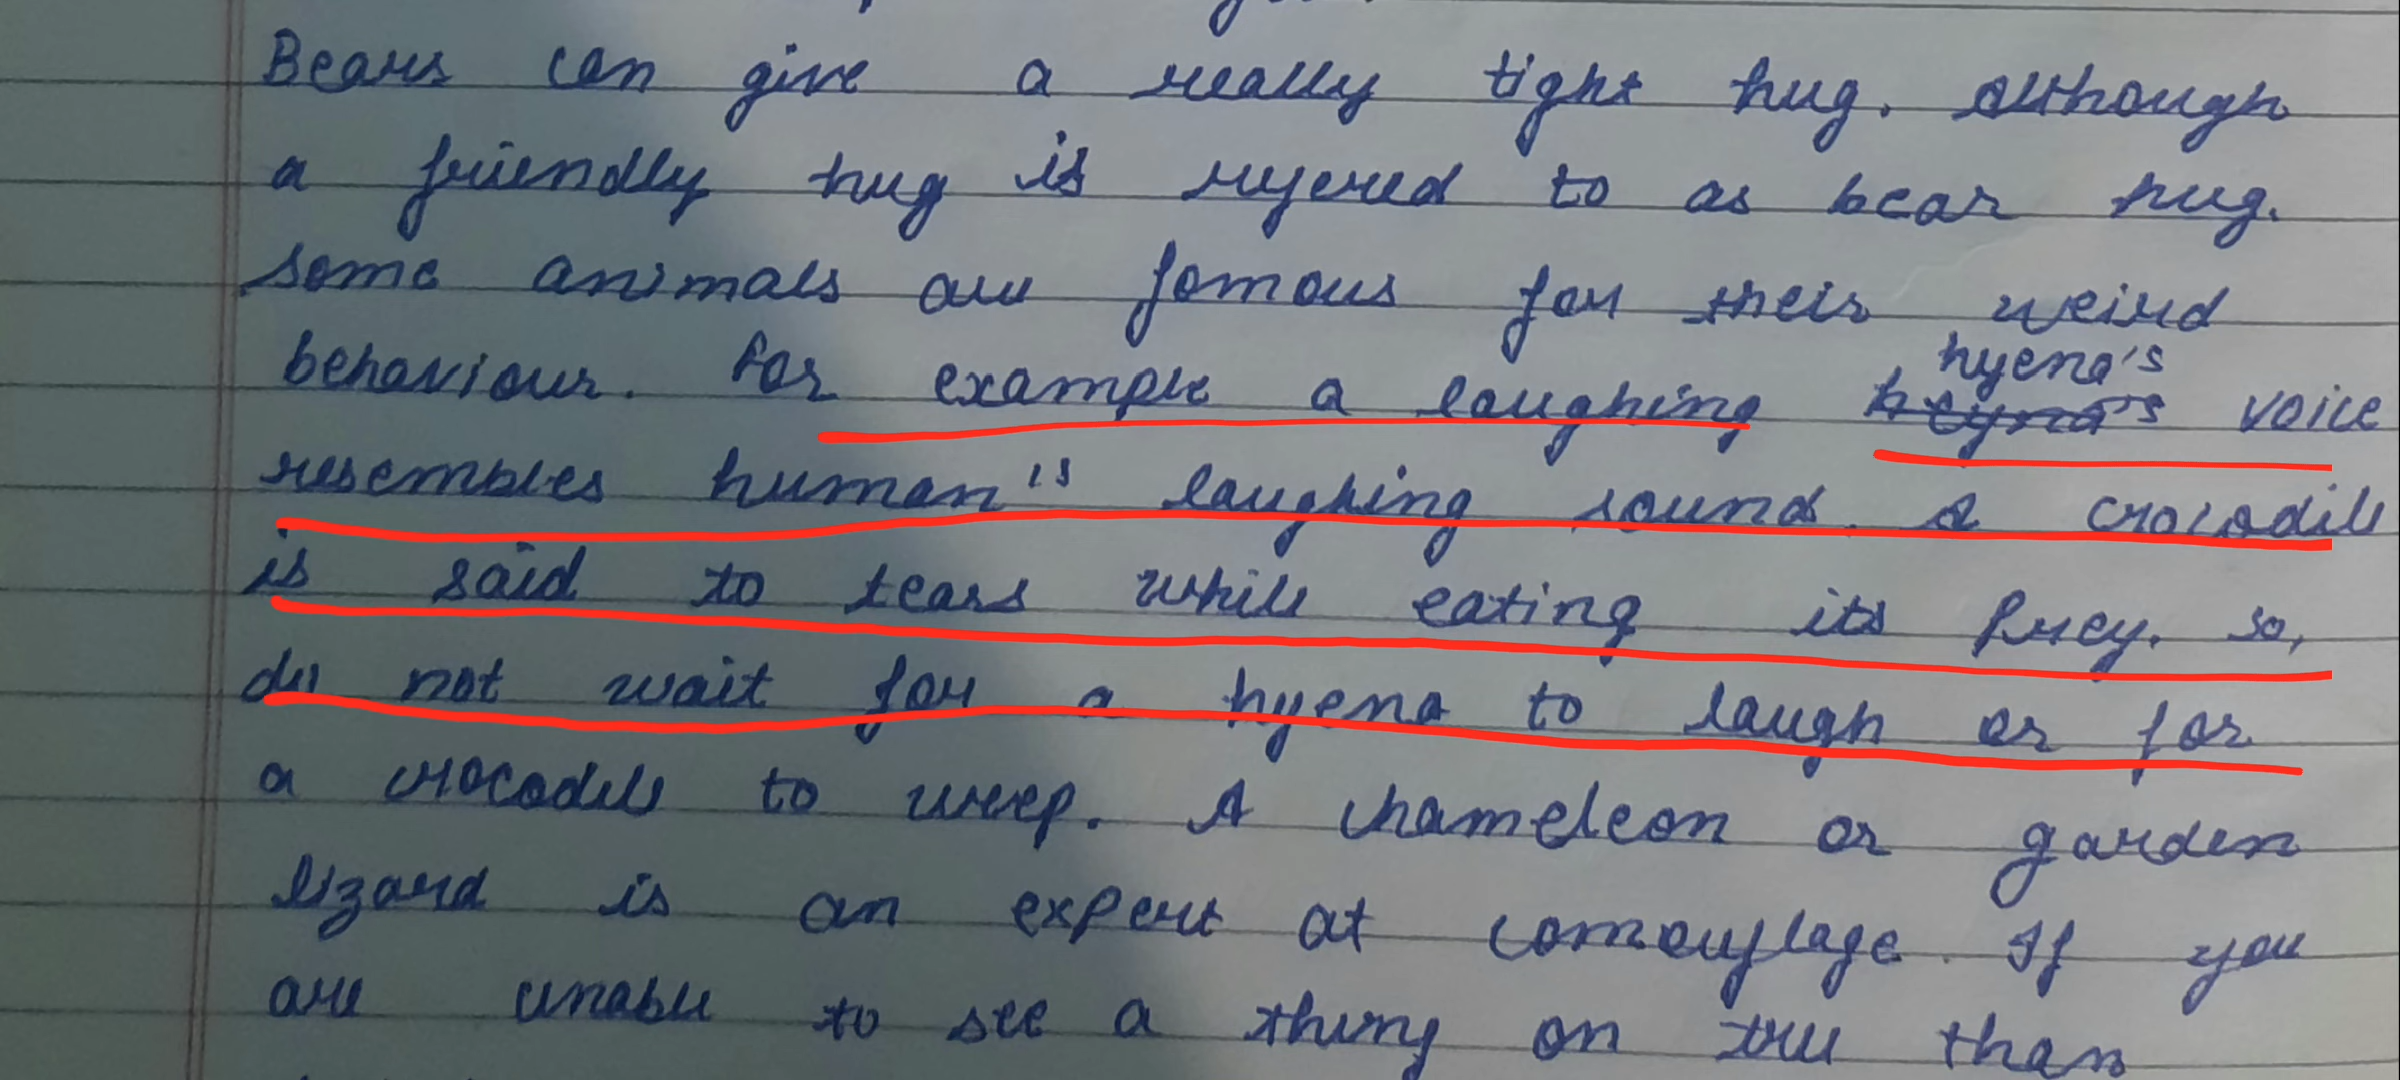 Bears can give a really tight hug. Although
a friendly hug is refered to as bear hug.
Some animals are famous for their weird
behaviour. For example a laughing heyna's hyena's voice
resembles human's laughing sound. A crocodile
is said to tears while eating its prey. so,
do not wait for a hyena to laugh or for
a crocodile to weep. A chameleon or garden
lizard is an expert at camouflage. If you
are unable to see a thing on tree than